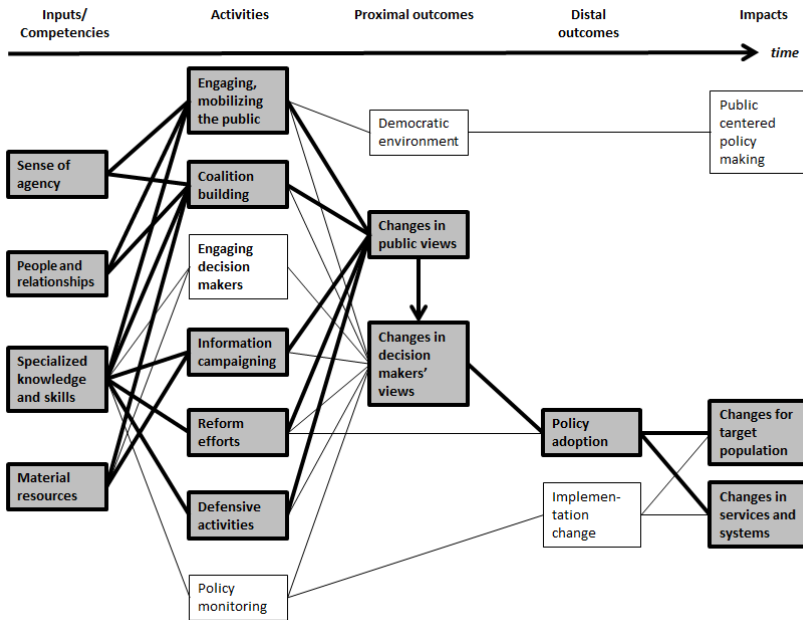 Inputs/
Competencies
Activities
Proximal outcomes
Distal
outcomes
Impacts
time
Engaging,
mobilizing
the public
Democratic
environment
Public
centered
policy
making
Sense of
agency
Coalition
building
Changes in
public views
People and
relationships
Engaging
decision
makers
Specialized
knowledge
and skills
Information
campaigning
Changes in
decision
makers'
views
Reform
efforts
Policy
adoption
Changes for
target
population
Material
resources
Defensive
activities
Implemen-
tation
change
Changes in
services and
systems
Policy
monitoring